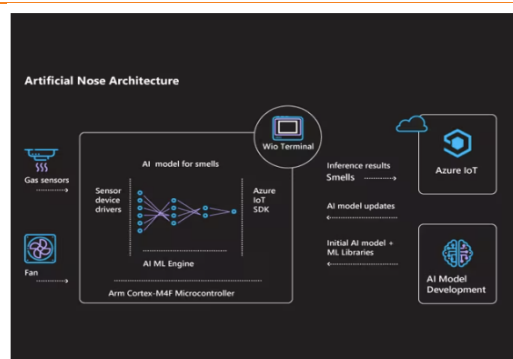 Artificial Nose Architecture
Wio Terminal
Gas sensors
Fan
AI model for smells
Sensor
device
drivers
Azure
IoT
SDK
AI ML Engine
Arm Cortex-M4F Microcontroller
Inference results
Smells
AI model updates
Initial AI model +
ML Libraries
Azure IoT
AI Model
Development